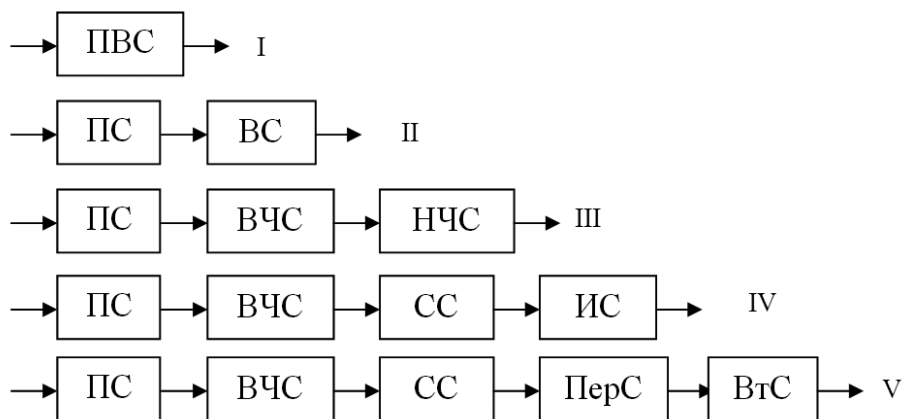 ПВС I
ПС ВС II
ПС ВЧС НЧС III
ПС ВЧС СС ИС IV
ПС ВЧС СС ПерС ВтС V